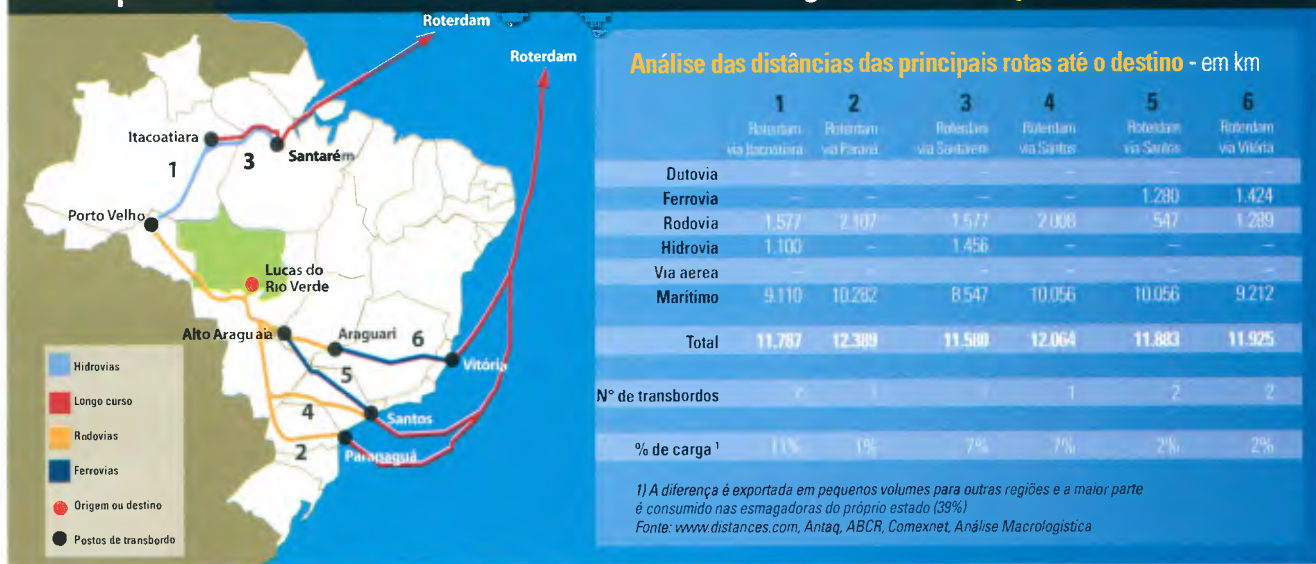 Roterdam
Roterdam
Itacoatiara
1
3
Santarém
Porto Velho
Lucas do
Rio Verde
Alto Araguaia
Araguari
6
Vitória
5
4
Santos
2
Paranaguá
Hidrovias
Longo curso
Rodovias
Ferrovias
Origem ou destino
Postos de transbordo
Análise das distâncias das principais rotas até o destino - em km
1 2 3 4 5 6
Roterdam Roterdam Roterdam Roterdam Roterdam Roterdam
via Itacoatiara via Paraná via Santarém via Santos via Santos via Vitória
Dutovia – – – – – –
Ferrovia – – – – 1.280 1.424
Rodovia 1.577 2.107 1.577 2.008 547 1.289
Hidrovia 1.100 – 1.456 – – –
Via aerea – – – – – –
Marítimo 9.110 10.282 8.547 10.056 10.056 9.212
Total 11.787 12.389 11.580 12.064 11.883 11.925
N° de transbordos 1 2 2
% de carga ¹ 11% 7% 7% 2% 2%
1) A diferença é exportada em pequenos volumes para outras regiões e a maior parte
é consumido nas esmagadoras do próprio estado (39%)
Fonte: www.distances.com, Antaq, ABCR, Comexnet, Análise Macrologística